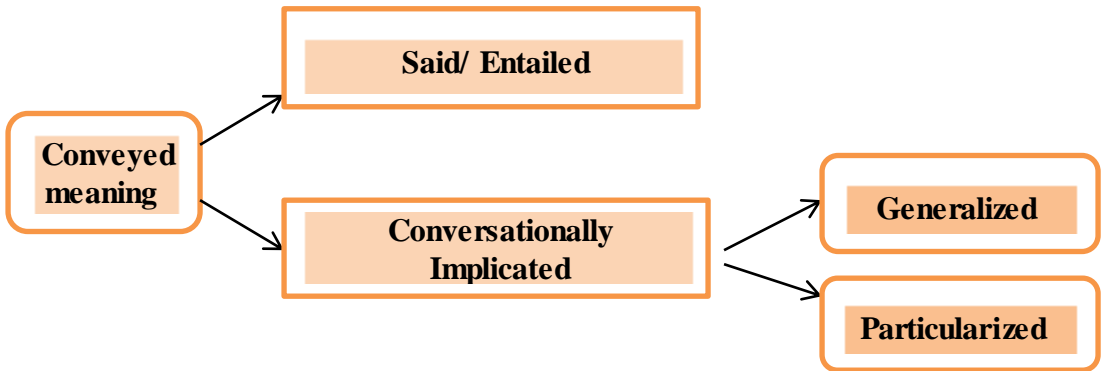 Said/ Entailed
Conveyed
meaning
Conversationally
Implicated
Generalized
Particularized